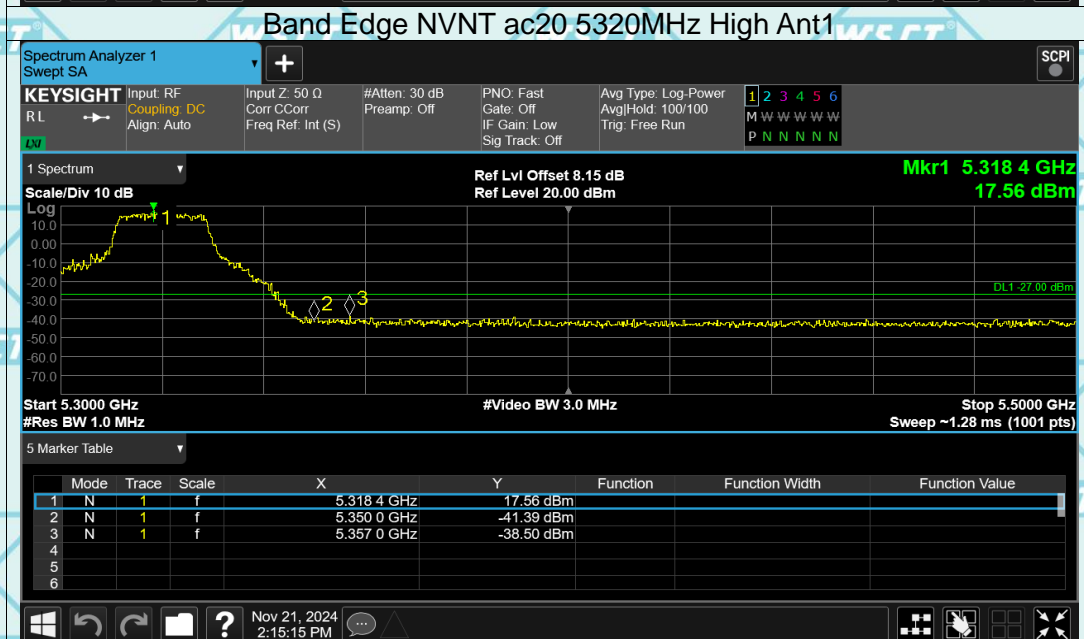 Band Edge NVNT ac20 5320MHz High Ant1
Spectrum Analyzer 1
Swept SA
+
SCPI
KEYSIGHT Input: RF Input Z: 50 Ω #Atten: 30 dB PNO: Fast Avg Type: Log-Power 1 2 3 4 5 6
RL Coupling: DC Corr CCorr Preamp: Off Gate: Off Avg|Hold: 100/100 M W W W W W
Align: Auto Freq Ref: Int (S) IF Gain: Low Trig: Free Run
LXI Sig Track: Off P N N N N N
1 Spectrum
Ref Lvl Offset 8.15 dB Mkr1 5.318 4 GHz
Scale/Div 10 dB Ref Level 20.00 dBm 17.56 dBm
Log
1
10.0
0.00
-10.0
-20.0
DL1 -27.00 dBm
-30.0
2 3
-40.0
-50.0
-60.0
-70.0
Start 5.3000 GHz #Video BW 3.0 MHz Stop 5.5000 GHz
#Res BW 1.0 MHz Sweep ~1.28 ms (1001 pts)
5 Marker Table
Mode Trace Scale X Y Function Function Width Function Value
1 N 1 f 5.318 4 GHz 17.56 dBm
2 N 1 f 5.350 0 GHz -41.39 dBm
3 N 1 f 5.357 0 GHz -38.50 dBm
4
5
6
? Nov 21, 2024
2:15:15 PM